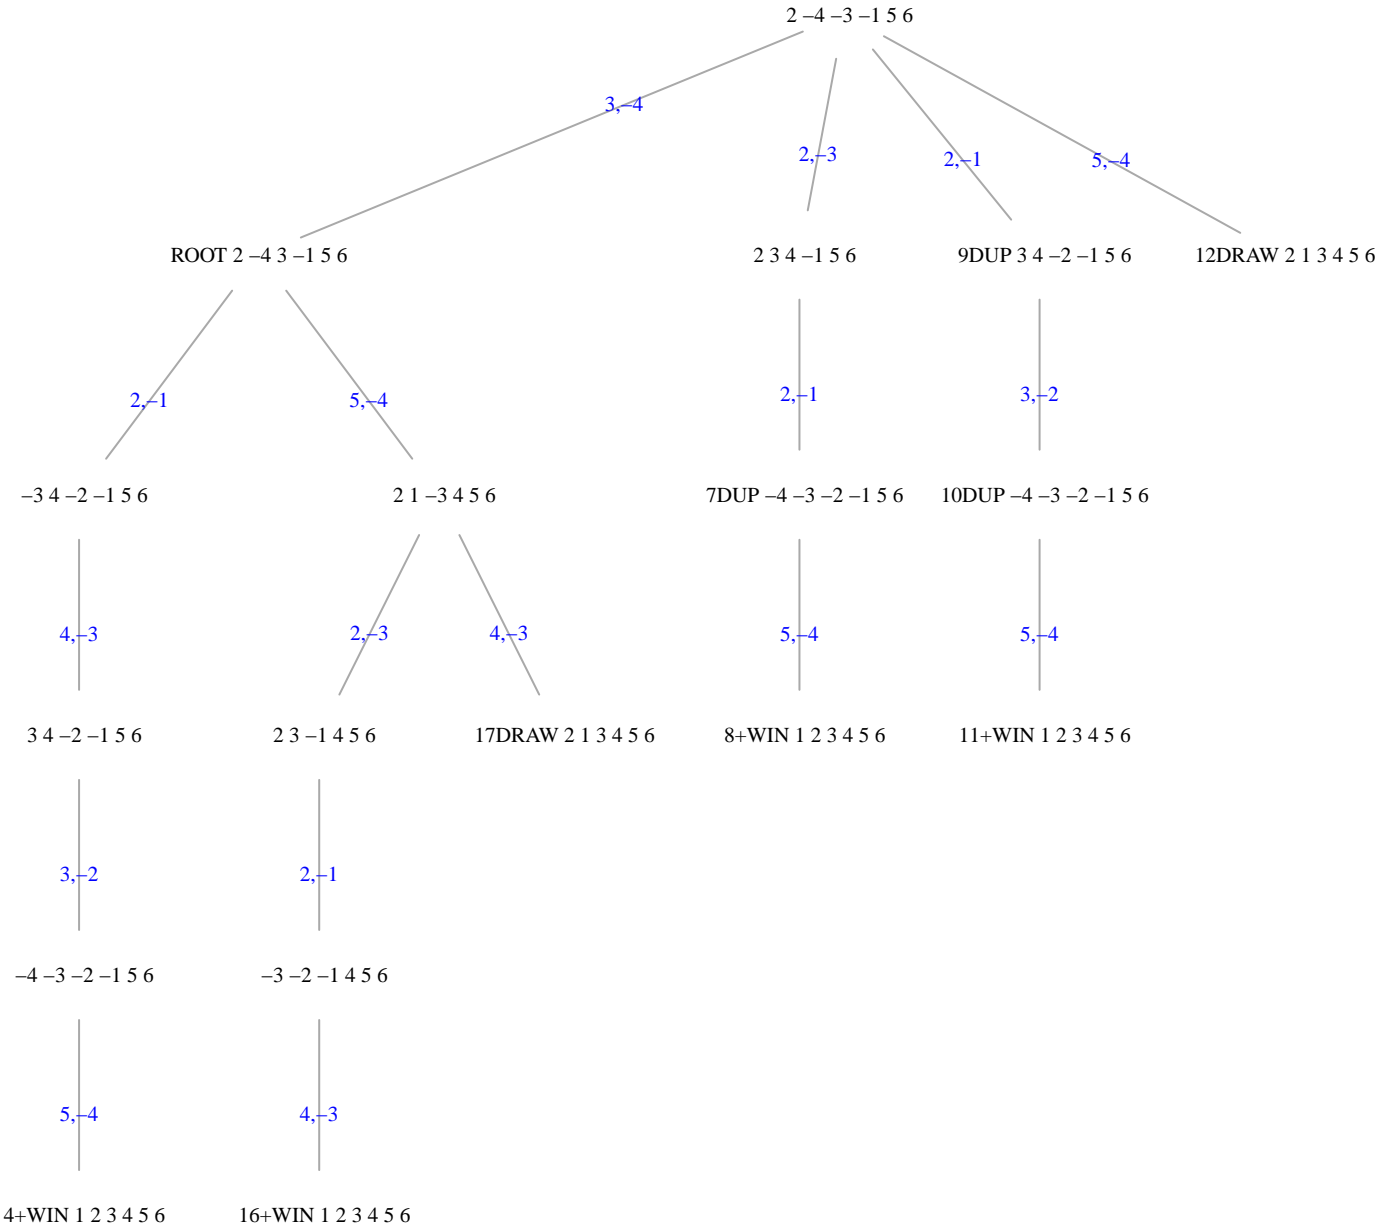 2 –4 –3 –1 5 6
3,–4
2,–3
2,–1
5,–4
ROOT 2 –4 3 –1 5 6
2 3 4 –1 5 6
9DUP 3 4 –2 –1 5 6
12DRAW 2 1 3 4 5 6
2,–1
5,–4
2,–1
3,–2
–3 4 –2 –1 5 6
2 1 –3 4 5 6
7DUP –4 –3 –2 –1 5 6
10DUP –4 –3 –2 –1 5 6
4,–3
2,–3
4,–3
5,–4
5,–4
3 4 –2 –1 5 6
2 3 –1 4 5 6
17DRAW 2 1 3 4 5 6
8+WIN 1 2 3 4 5 6
11+WIN 1 2 3 4 5 6
3,–2
2,–1
–4 –3 –2 –1 5 6
–3 –2 –1 4 5 6
5,–4
4,–3
4+WIN 1 2 3 4 5 6
16+WIN 1 2 3 4 5 6